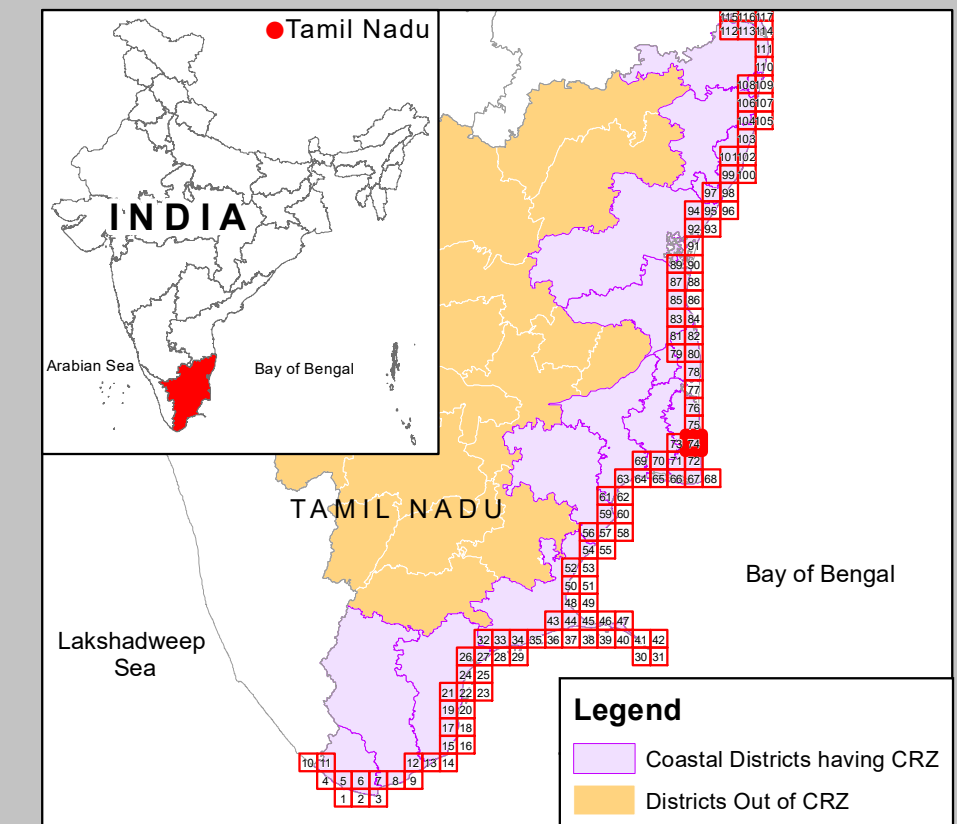 Tamil Nadu
INDIA
Arabian Sea
Bay of Bengal
115 116 117
112 113 114
111
110
108 109
106 107
104 105
103
101 102
99 100
97 98
94 95 96
92 93
91
89 90
87 88
85 86
83 84
81 82
79 80
78
77
76
75
73 74
69 70 71 72
63 64 65 66 67 68
61 62
TAMIL NADU
59 60
56 57 58
54 55
52 53
Bay of Bengal
50 51
48 49
43 44 45 46 47
Lakshadweep
Sea
32 33 34 35 36 37 38 39 40 41 42
26 27 28 29 30 31
24 25
21 22 23
19 20
17 18
15 16
10 11 12 13 14
4 5 6 7 8 9
1 2 3
Legend
Coastal Districts having CRZ
Districts Out of CRZ